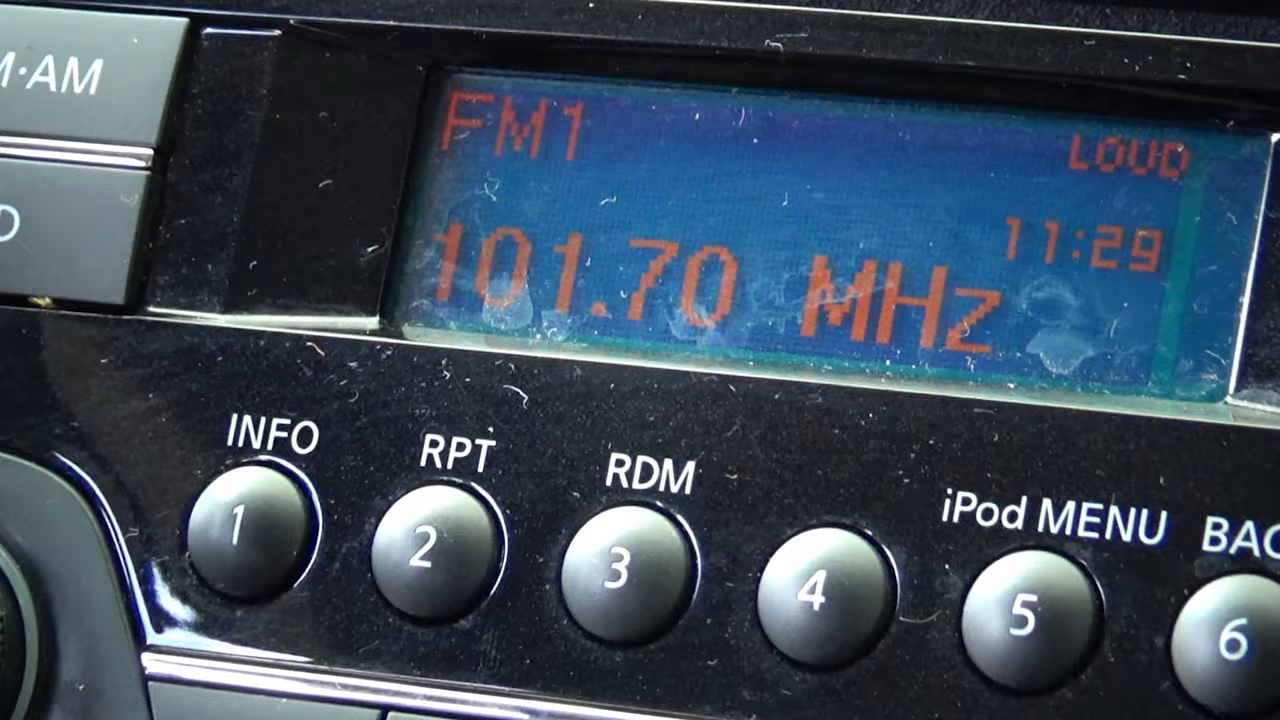 M·AM
D
FM1
LOUD
11:29
101.70 MHz
INFO
RPT
RDM
iPod MENU
BAC
1
2
3
4
5
6